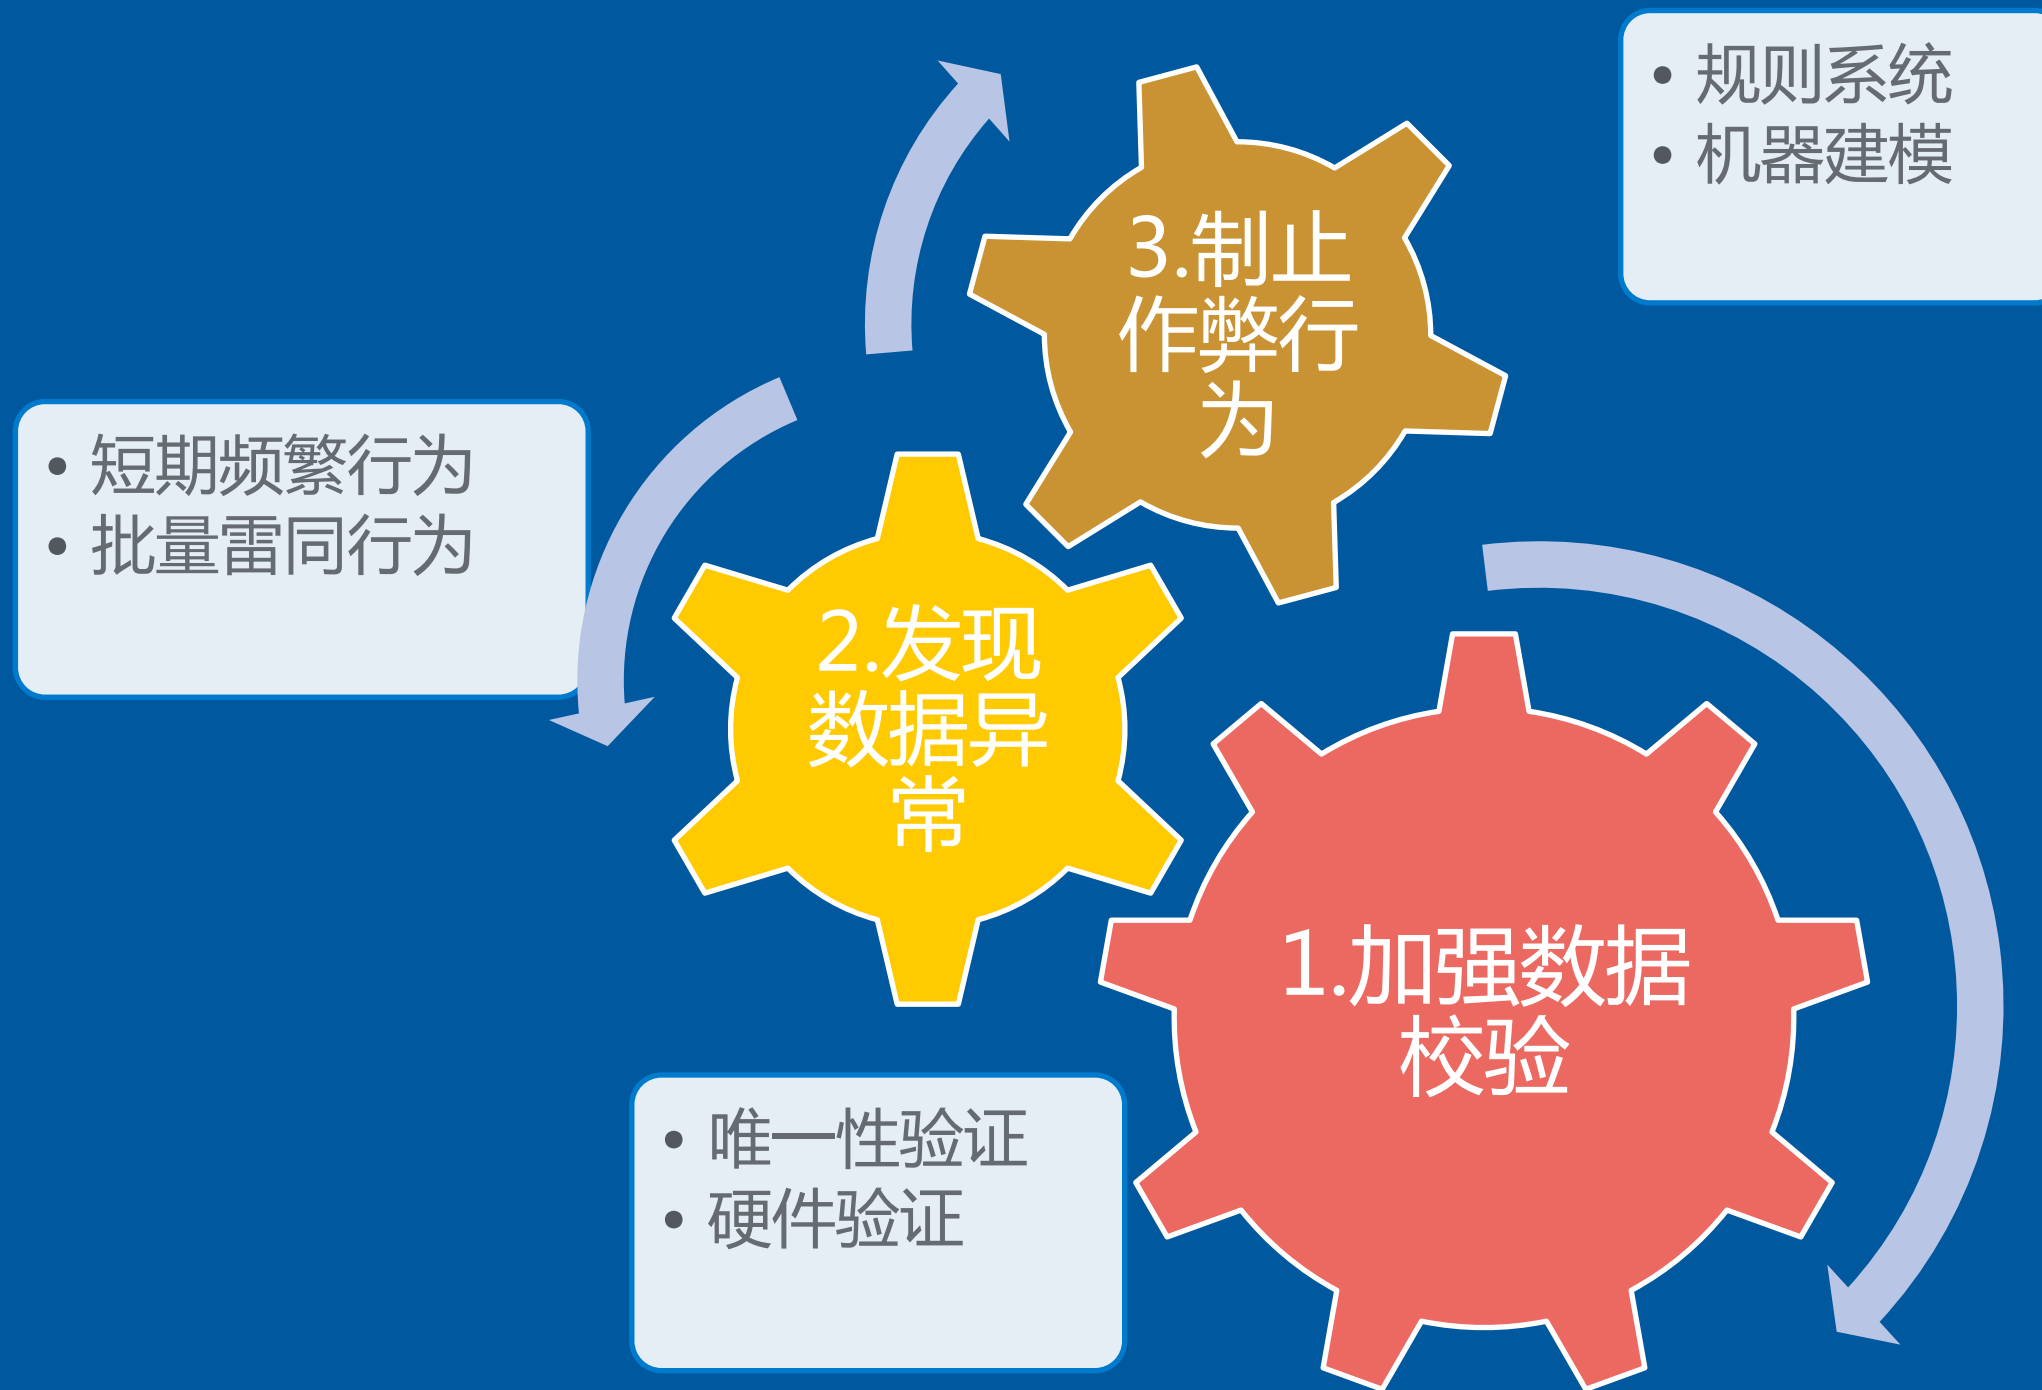 • 规则系统
• 机器建模
3.制止
作弊行
为
• 短期频繁行为
• 批量雷同行为
2.发现
数据异
常
1.加强数据
校验
• 唯一性验证
• 硬件验证